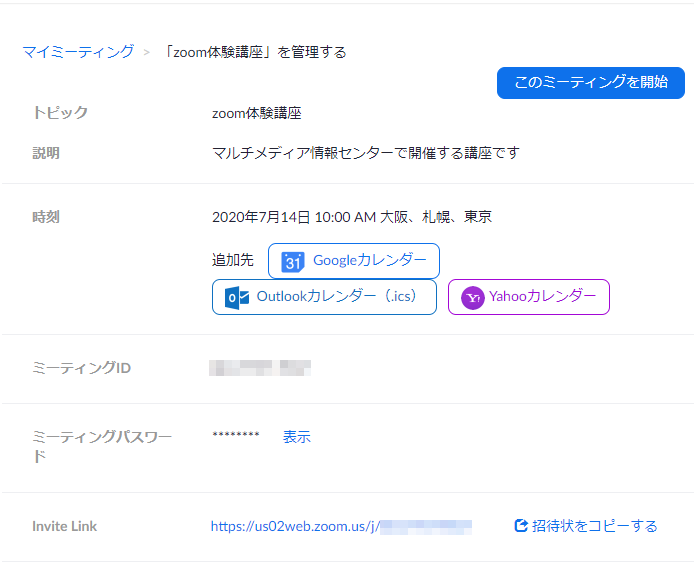 マイミーティング > 「zoom体験講座」を管理する
このミーティングを開始
トピック zoom体験講座
説明 マルチメディア情報センターで開催する講座です
時刻 2020年7月14日 10:00 AM 大阪、札幌、東京
追加先 31 Googleカレンダー
Outlookカレンダー（.ics） Yahooカレンダー
ミーティングID
ミーティングパスワー
ド
******** 表示
Invite Link https://us02web.zoom.us/j/ 招待状をコピーする